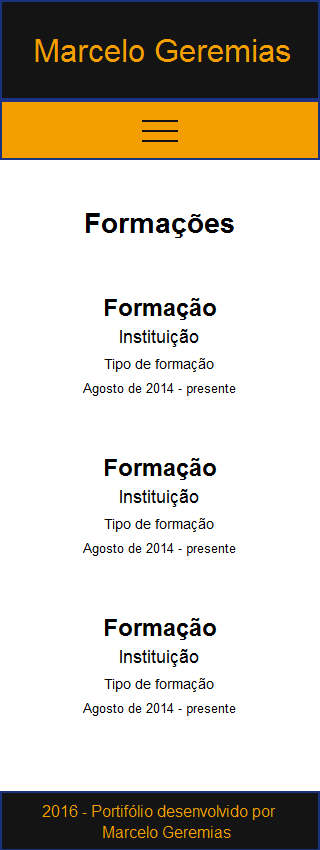 Marcelo Geremias
Formações
Formação
Instituição
Tipo de formação
Agosto de 2014 - presente
Formação
Instituição
Tipo de formação
Agosto de 2014 - presente
Formação
Instituição
Tipo de formação
Agosto de 2014 - presente
2016 - Portifólio desenvolvido por
Marcelo Geremias